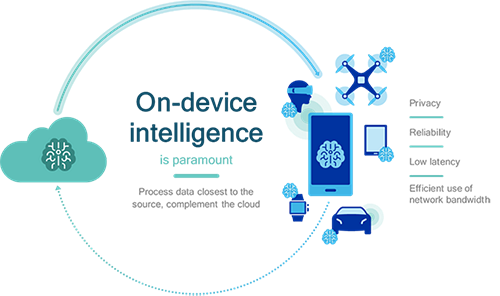 On-device
intelligence
is paramount
Process data closest to the
source, complement the cloud
Privacy
Reliability
Low latency
Efficient use of
network bandwidth